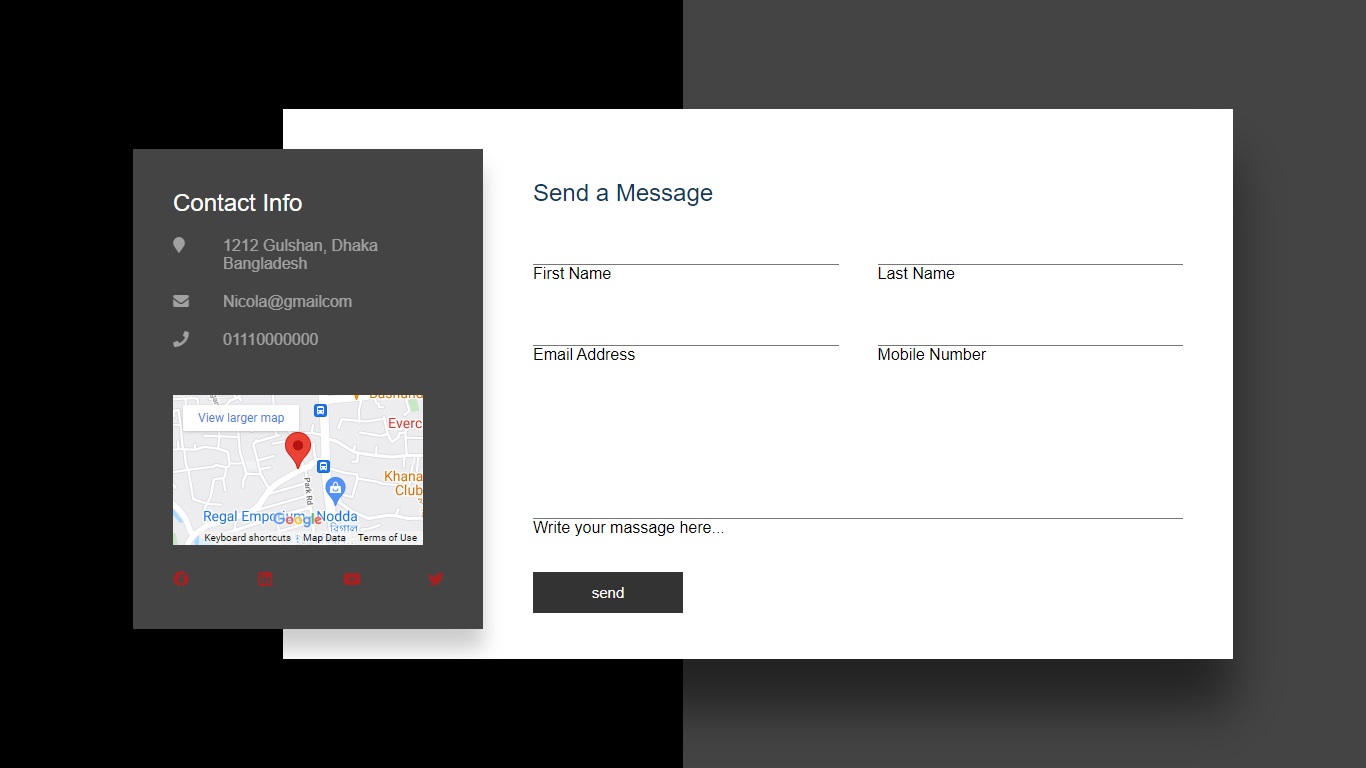 Send a Message
Contact Info
1212 Gulshan, Dhaka
Bangladesh
Nicola@gmailcom
01110000000
First Name
Last Name
Email Address
Mobile Number
View larger map
Everc
Khana
Club
Park Rd
Regal Emporium, Nodda
Google
Keyboard shortcuts
Map Data
Terms of Use
Write your massage here...
send